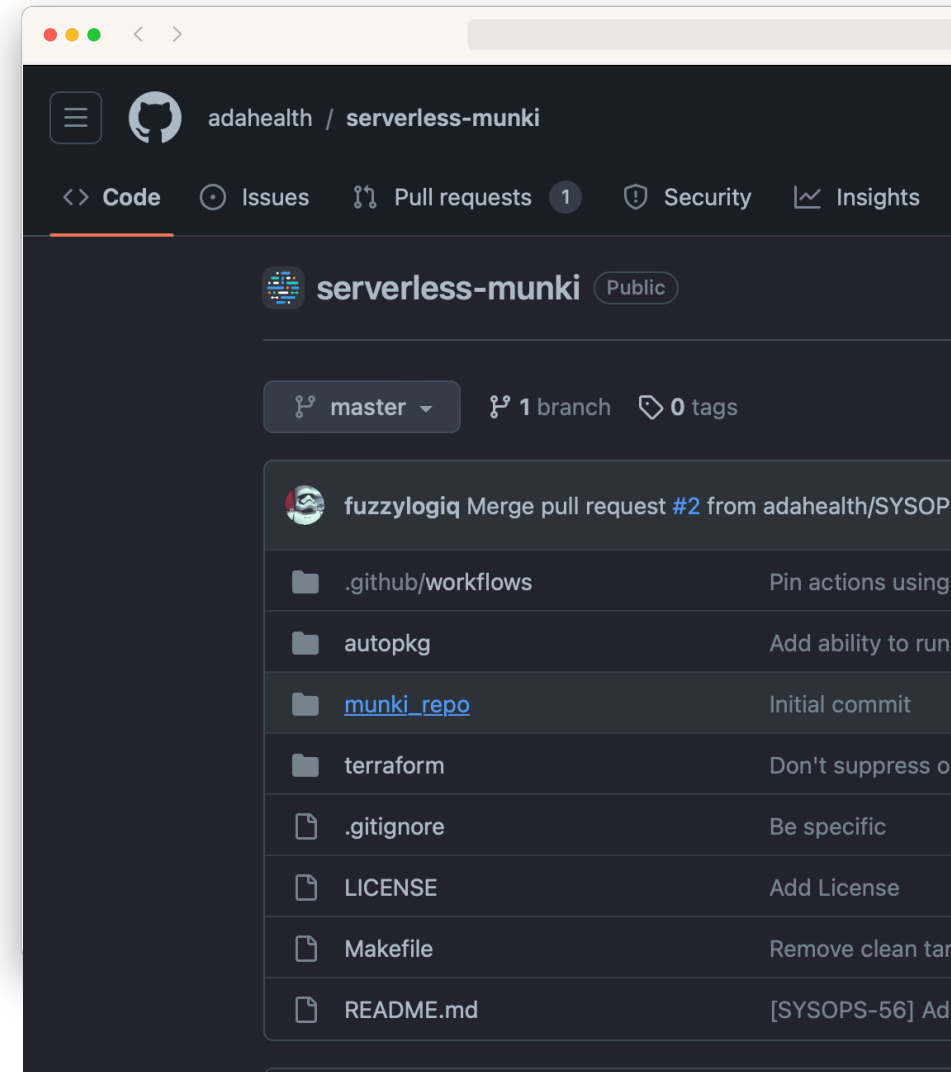 adahealth / serverless-munki
Code Issues Pull requests 1 Security Insights
serverless-munki Public
master 1 branch 0 tags
fuzzylogiq Merge pull request #2 from adahealth/SYSOP
.github/workflows Pin actions using
autopkg Add ability to run
munki_repo Initial commit
terraform Don't suppress o
.gitignore Be specific
LICENSE Add License
Makefile Remove clean tar
README.md [SYSOPS-56] Ad